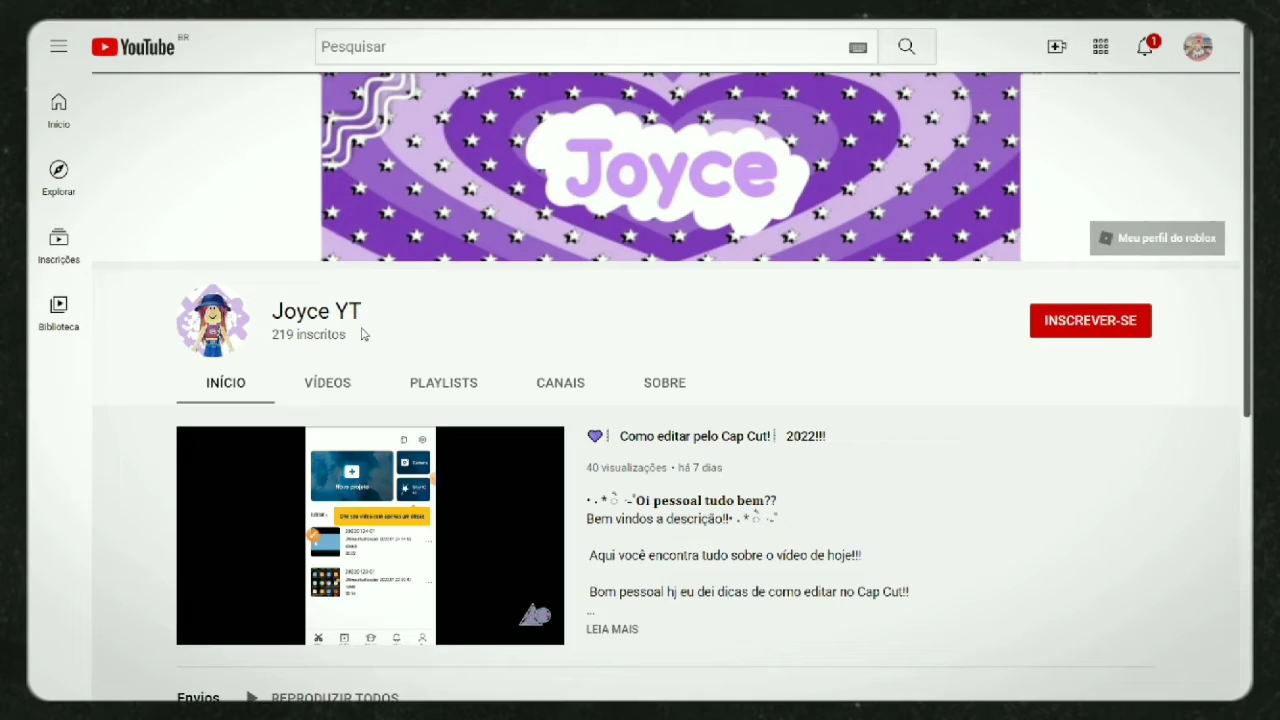 YouTube BR
Pesquisar
1
Início
Explorar
Inscrições
Biblioteca
Joyce
Meu perfil do roblox
Joyce YT
219 inscritos
INSCREVER-SE
INÍCIO
VÍDEOS
PLAYLISTS
CANAIS
SOBRE
Novo projeto
💜┊ Como editar pelo Cap Cut!┊ 2022!!!
40 visualizações • há 7 dias
Oi pessoal tudo bem??
Bem vindos a descrição!!
Aqui você encontra tudo sobre o vídeo de hoje!!!
Bom pessoal hj eu dei dicas de como editar no Cap Cut!!
...
LEIA MAIS
Envios
REPRODUZIR TODOS